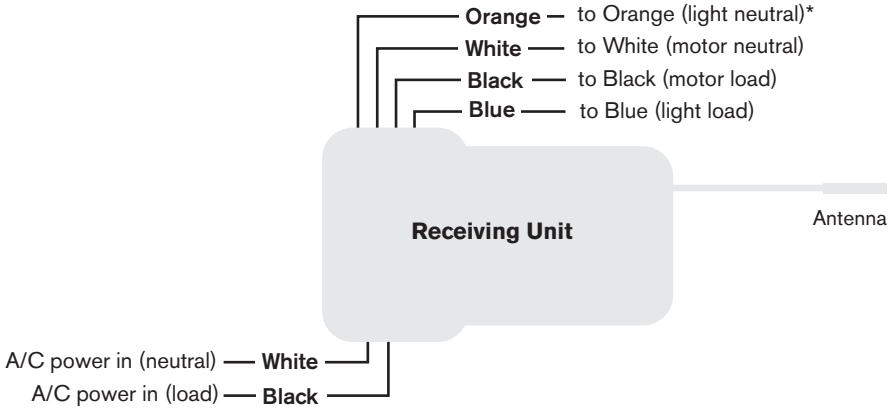 Orange to Orange (light neutral)*
White to White (motor neutral)
Black to Black (motor load)
Blue to Blue (light load)
Receiving Unit
Antenna
A/C power in (neutral) White
A/C power in (load) Black